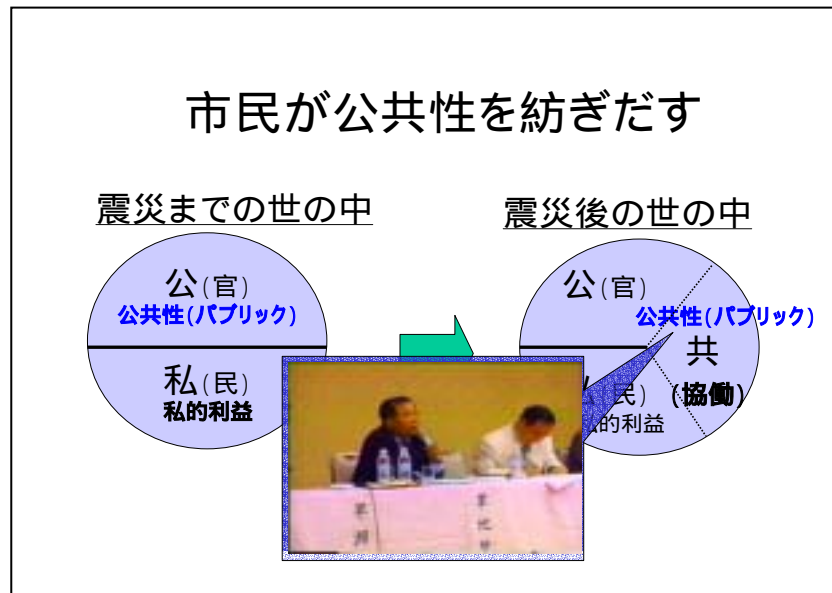 市民が公共性を紡ぎだす
震災までの世の中
公(官)
公共性(パブリック)
私(民)
私的利益
震災後の世の中
公(官)
公共性(パブリック)
共
(協働)
民)
的利益